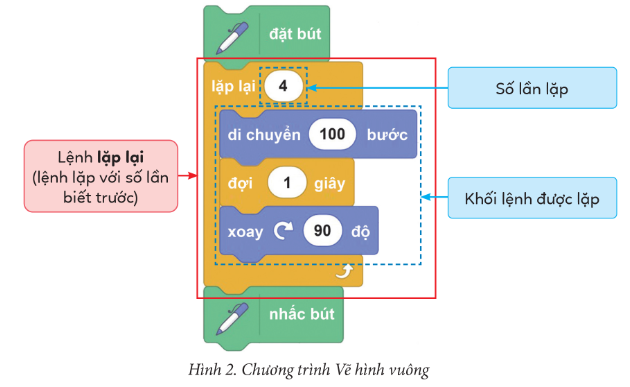 đặt bút
lặp lại 4
Số lần lặp
di chuyển 100 bước
Lệnh lặp lại
(lệnh lặp với số lần
biết trước)
đợi 1 giây
Khối lệnh được lặp
xoay 90 độ
nhấc bút
Hình 2. Chương trình Vẽ hình vuông